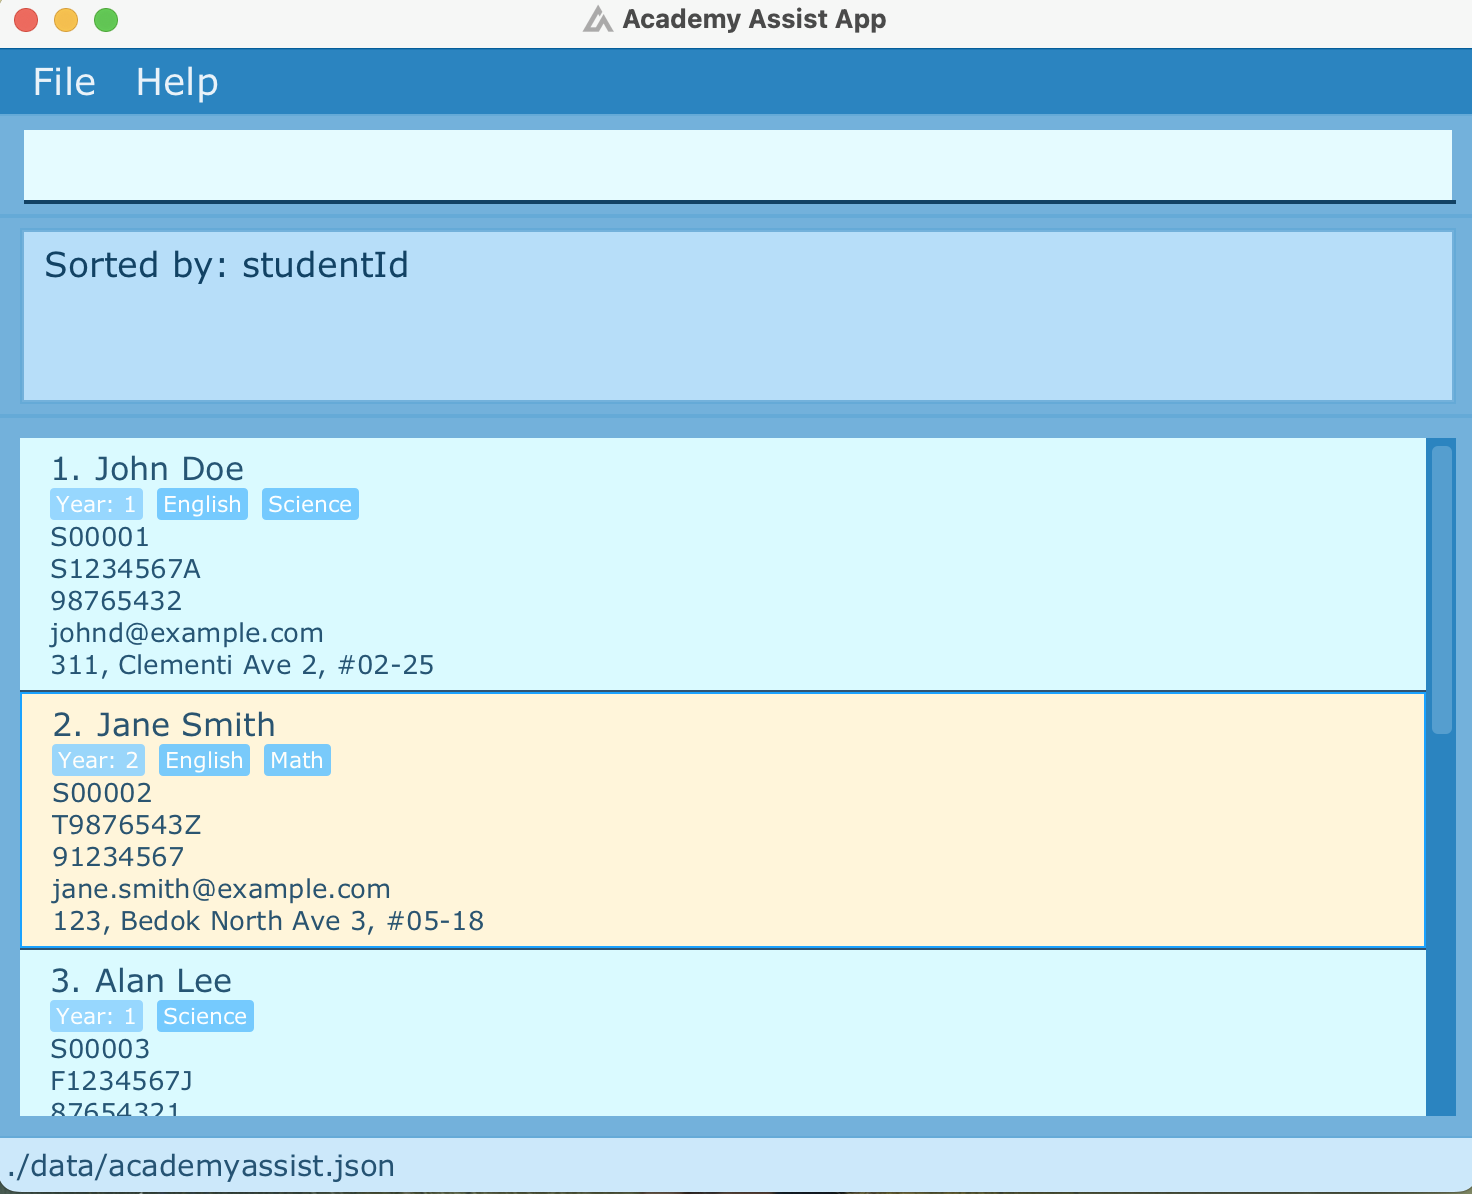 Academy Assist App
File Help
Sorted by: studentId
1. John Doe
Year: 1 English Science
S00001
S1234567A
98765432
johnd@example.com
311, Clementi Ave 2, #02-25
2. Jane Smith
Year: 2 English Math
S00002
T9876543Z
91234567
jane.smith@example.com
123, Bedok North Ave 3, #05-18
3. Alan Lee
Year: 1 Science
S00003
F1234567J
87654321
./data/academyassist.json